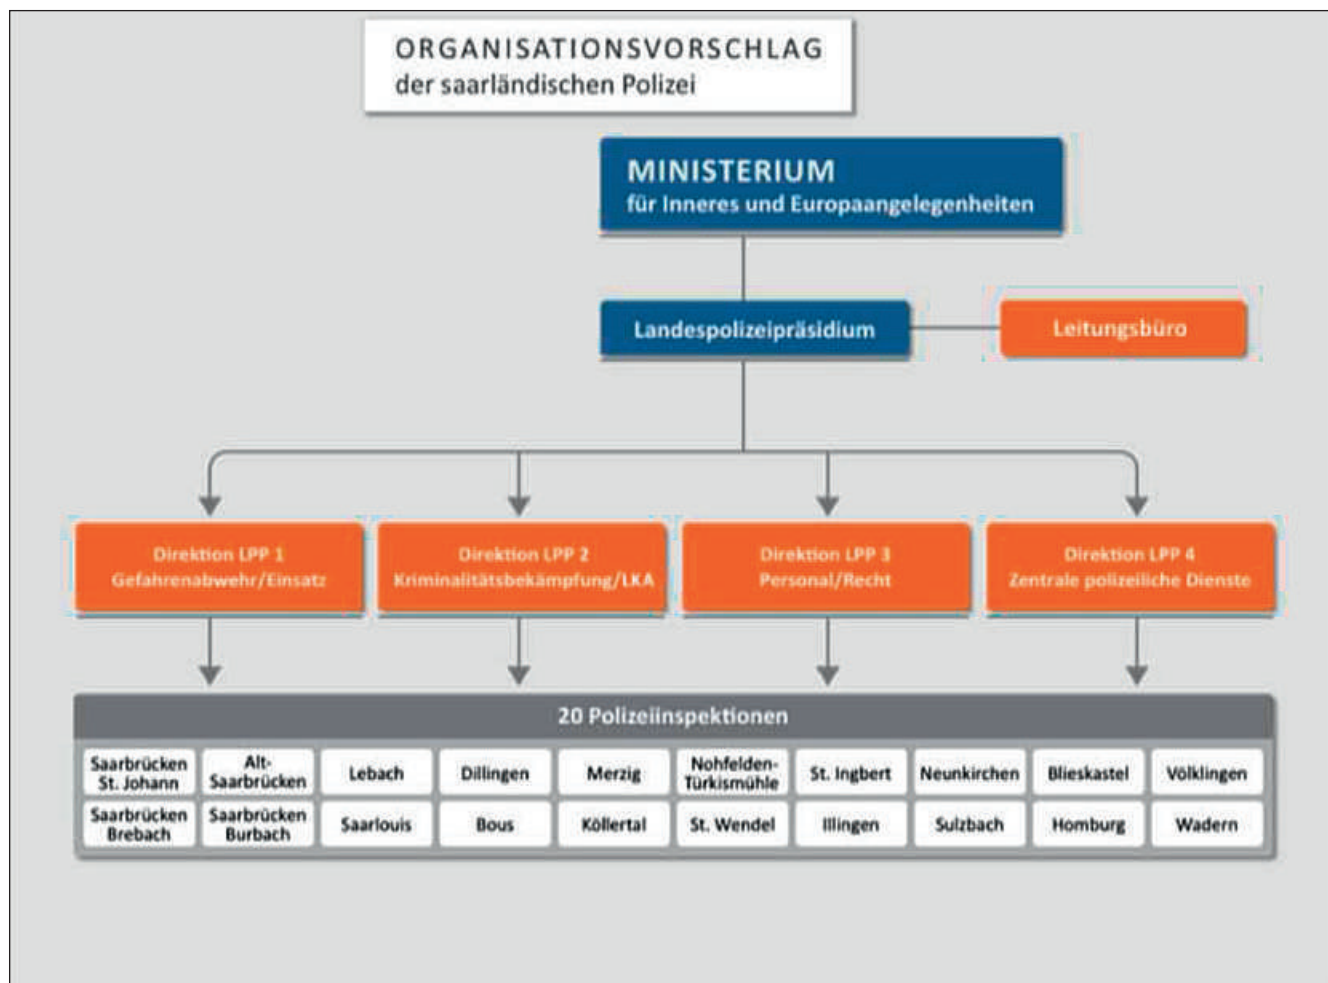 ORGANISATIONSVORSCHLAG
der saarländischen Polizei
MINISTERIUM
für Inneres und Europaangelegenheiten
Landespolizeipräsidium
Leitungsbüro
Direktion LPP 1
Gefahrenabwehr/Einsatz
Direktion LPP 2
Kriminalitätsbekämpfung/LKA
Direktion LPP 3
Personal/Recht
Direktion LPP 4
Zentrale polizeiliche Dienste
20 Polizeiinspektionen
Saarbrücken
St. Johann
Alt-
Saarbrücken
Lebach
Dillingen
Merzig
Nohfelden-
Türkismühle
St. Ingbert
Neunkirchen
Blieskastel
Völklingen
Saarbrücken
Brebach
Saarbrücken
Burbach
Saarlouis
Bous
Köllertal
St. Wendel
Illingen
Sulzbach
Homburg
Wadern